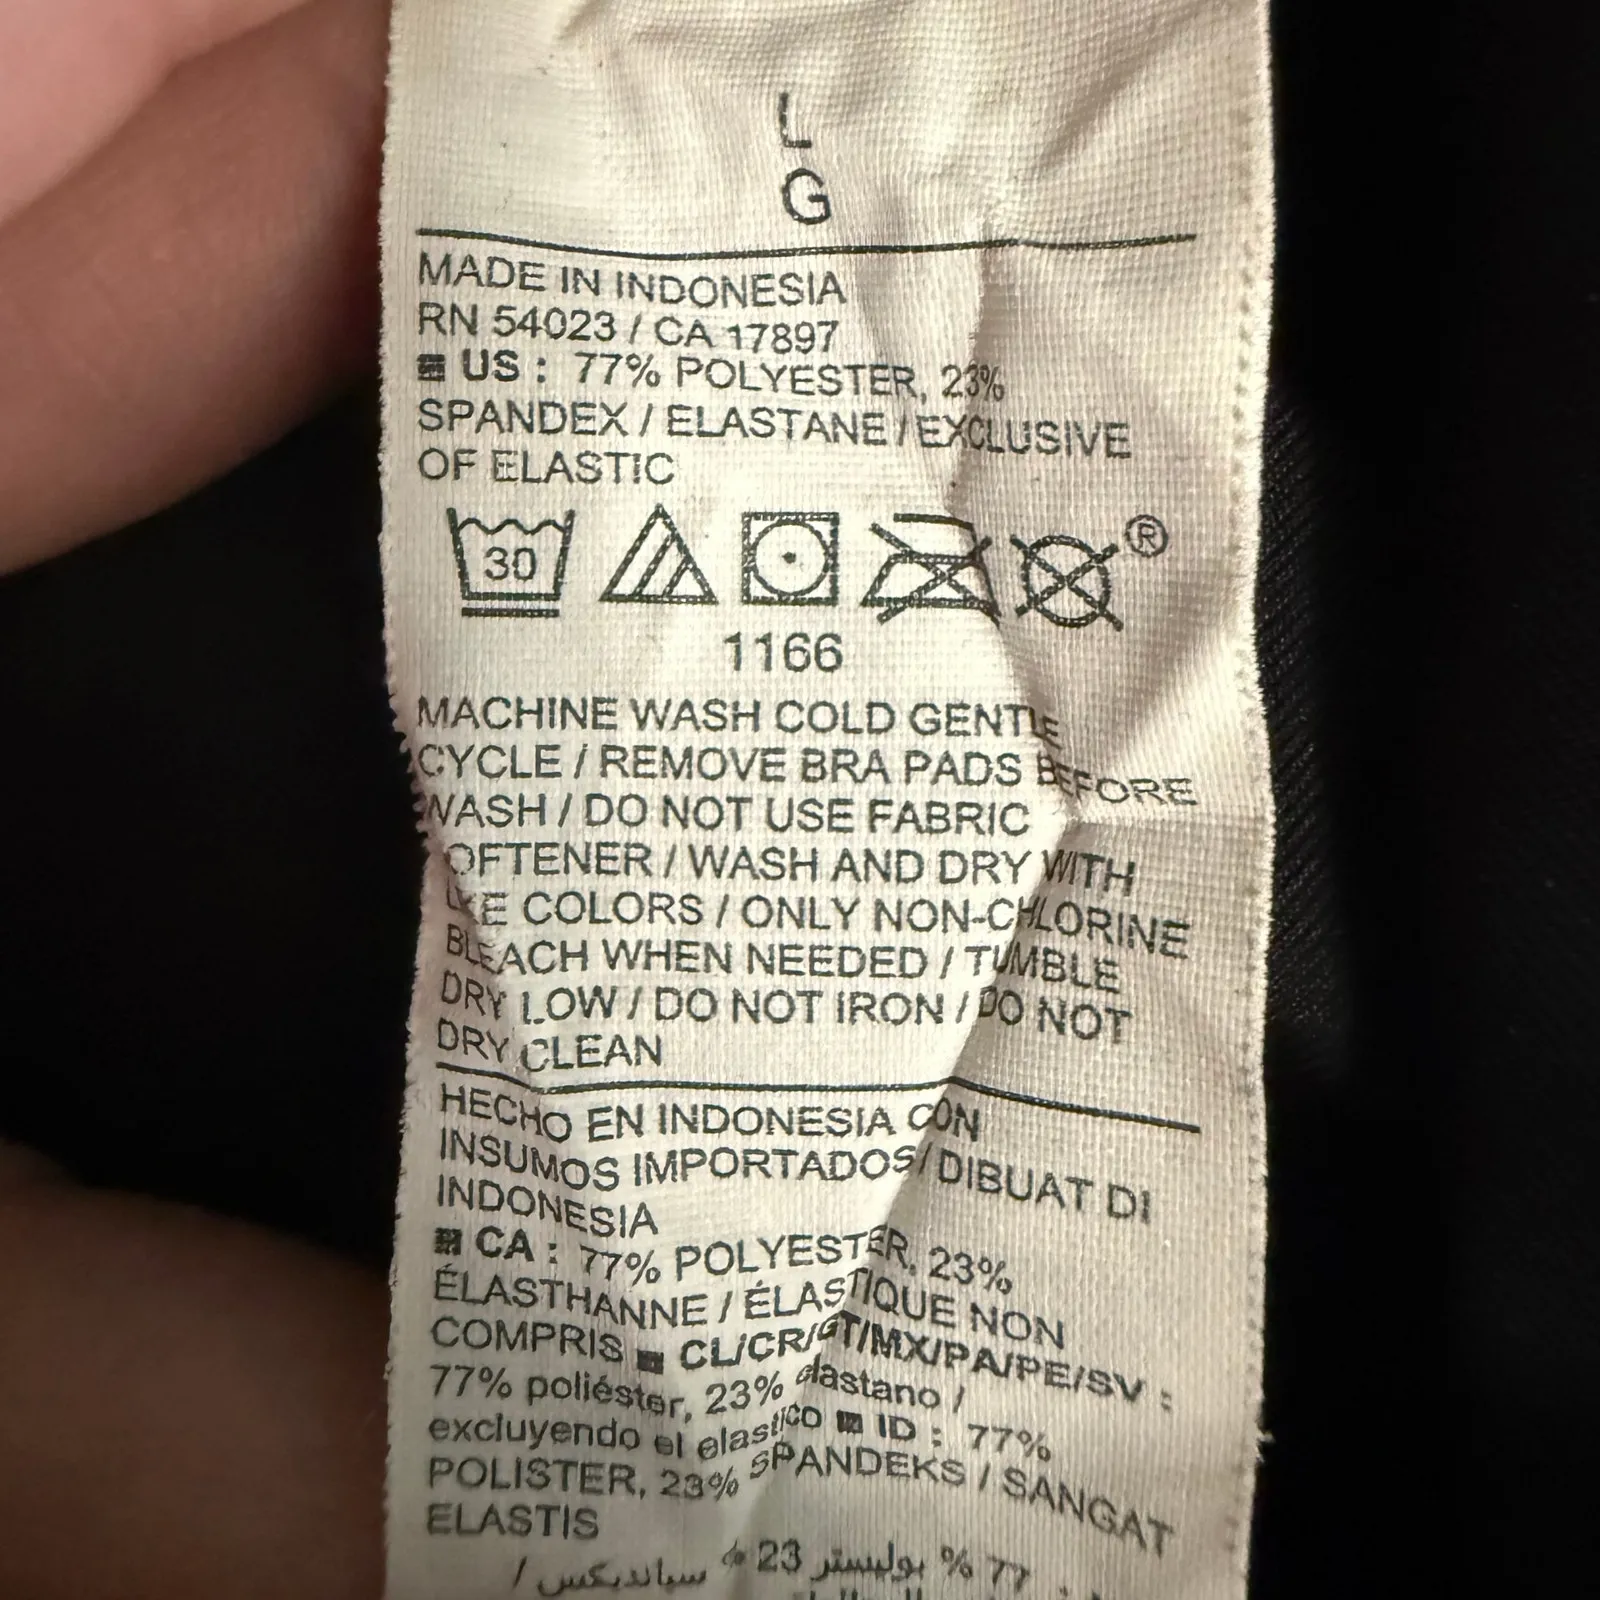 L
G
MADE IN INDONESIA
RN 54023 / CA 17897
US : 77% POLYESTER, 23%
SPANDEX / ELASTANE / EXCLUSIVE
OF ELASTIC
30 ®
1166
MACHINE WASH COLD GENTLE
CYCLE / REMOVE BRA PADS BEFORE
WASH / DO NOT USE FABRIC
SOFTENER / WASH AND DRY WITH
LIKE COLORS / ONLY NON-CHLORINE
BLEACH WHEN NEEDED / TUMBLE
DRY LOW / DO NOT IRON / DO NOT
DRY CLEAN
HECHO EN INDONESIA CON
INSUMOS IMPORTADOS / DIBUAT DI
INDONESIA
CA : 77% POLYESTER, 23%
ÉLASTHANNE / ÉLASTIQUE NON
COMPRIS CL/CR/GT/MX/PA/PE/SV :
77% poliéster, 23% elastano /
excluyendo el elastico ID : 77%
POLISTER, 23% SPANDEKS / SANGAT
ELASTIS
77 % بوليستر 23 سباندیکس /